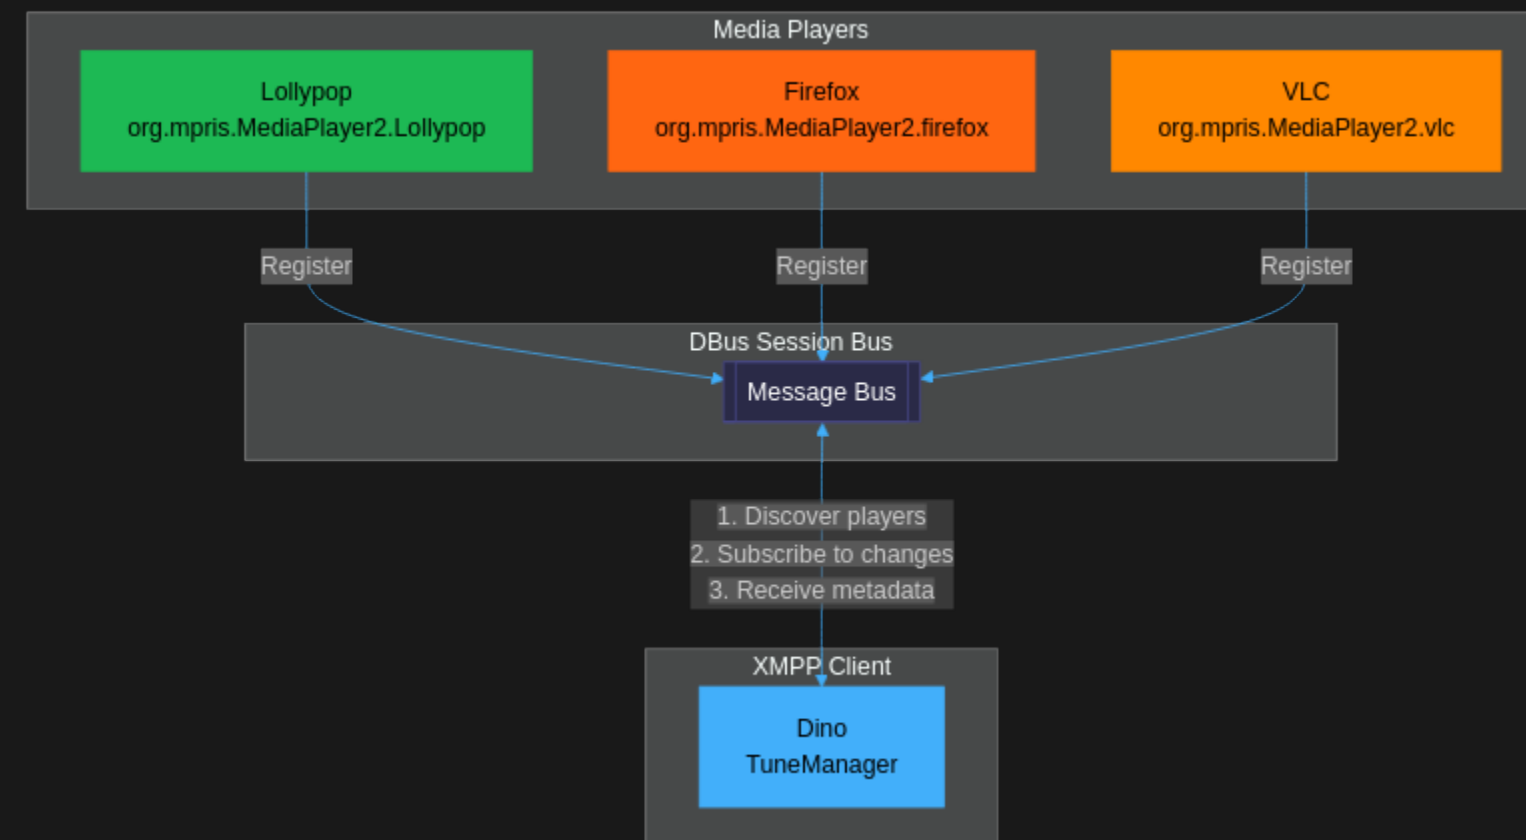 Media Players
Lollypop
org.mpris.MediaPlayer2.Lollypop
Firefox
org.mpris.MediaPlayer2.firefox
VLC
org.mpris.MediaPlayer2.vlc
Register
Register
Register
DBus Session Bus
Message Bus
1. Discover players
2. Subscribe to changes
3. Receive metadata
XMPP Client
Dino
TuneManager